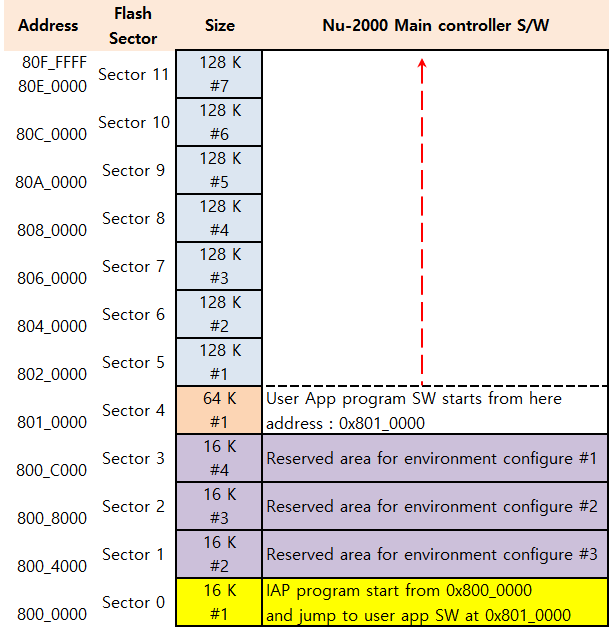 Address Flash Sector Size Nu-2000 Main controller S/W
80F_FFFF 80E_0000 Sector 11 128 K #7
80C_0000 Sector 10 128 K #6
80A_0000 Sector 9 128 K #5
808_0000 Sector 8 128 K #4
806_0000 Sector 7 128 K #3
804_0000 Sector 6 128 K #2
802_0000 Sector 5 128 K #1
801_0000 Sector 4 64 K #1 User App program SW starts from here address : 0x801_0000
800_C000 Sector 3 16 K #4 Reserved area for environment configure #1
800_8000 Sector 2 16 K #3 Reserved area for environment configure #2
800_4000 Sector 1 16 K #2 Reserved area for environment configure #3
800_0000 Sector 0 16 K #1 IAP program start from 0x800_0000 and jump to user app SW at 0x801_0000